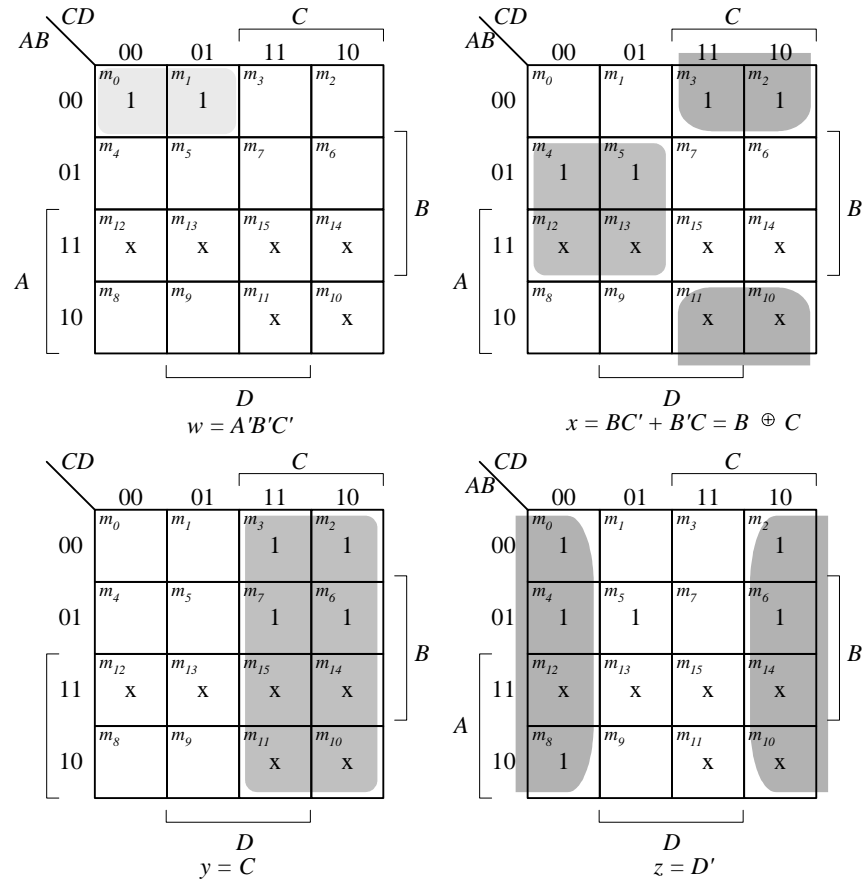 CD
AB
C
00 01 11 10
00 m0 1 m1 1 m3 m2
01 m4 m5 m7 m6
B
11 m12 x m13 x m15 x m14 x
A
10 m8 m9 m11 x m10 x
D
w = A'B'C'
CD
AB
C
00 01 11 10
00 m0 m1 m3 1 m2 1
01 m4 1 m5 1 m7 m6
B
11 m12 x m13 x m15 x m14 x
A
10 m8 m9 m11 x m10 x
D
x = BC' + B'C = B ⊕ C
CD
AB
C
00 01 11 10
00 m0 m1 m3 1 m2 1
01 m4 m5 m7 1 m6 1
B
11 m12 x m13 x m15 x m14 x
10 m8 m9 m11 x m10 x
D
y = C
CD
AB
C
00 01 11 10
00 m0 1 m1 m3 m2 1
01 m4 1 m5 1 m7 m6 1
B
11 m12 x m13 x m15 x m14 x
A
10 m8 1 m9 m11 x m10 x
D
z = D'